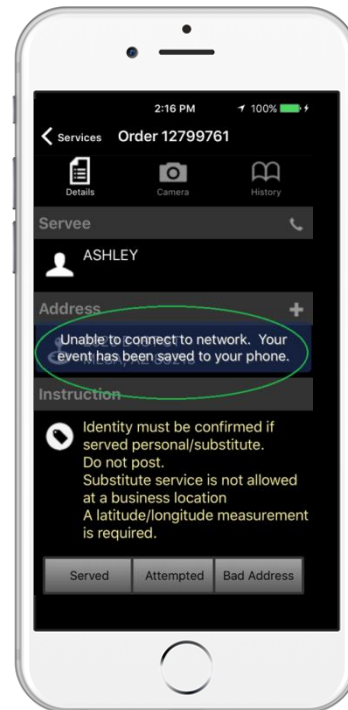 2:16 PM
100%
Services
Order 12799761
Details
Camera
History
Servee
ASHLEY
Address
Unable to connect to network. Your
event has been saved to your phone.
Instruction
Identity must be confirmed if
served personal/substitute.
Do not post.
Substitute service is not allowed
at a business location
A latitude/longitude measurement
is required.
Served
Attempted
Bad Address